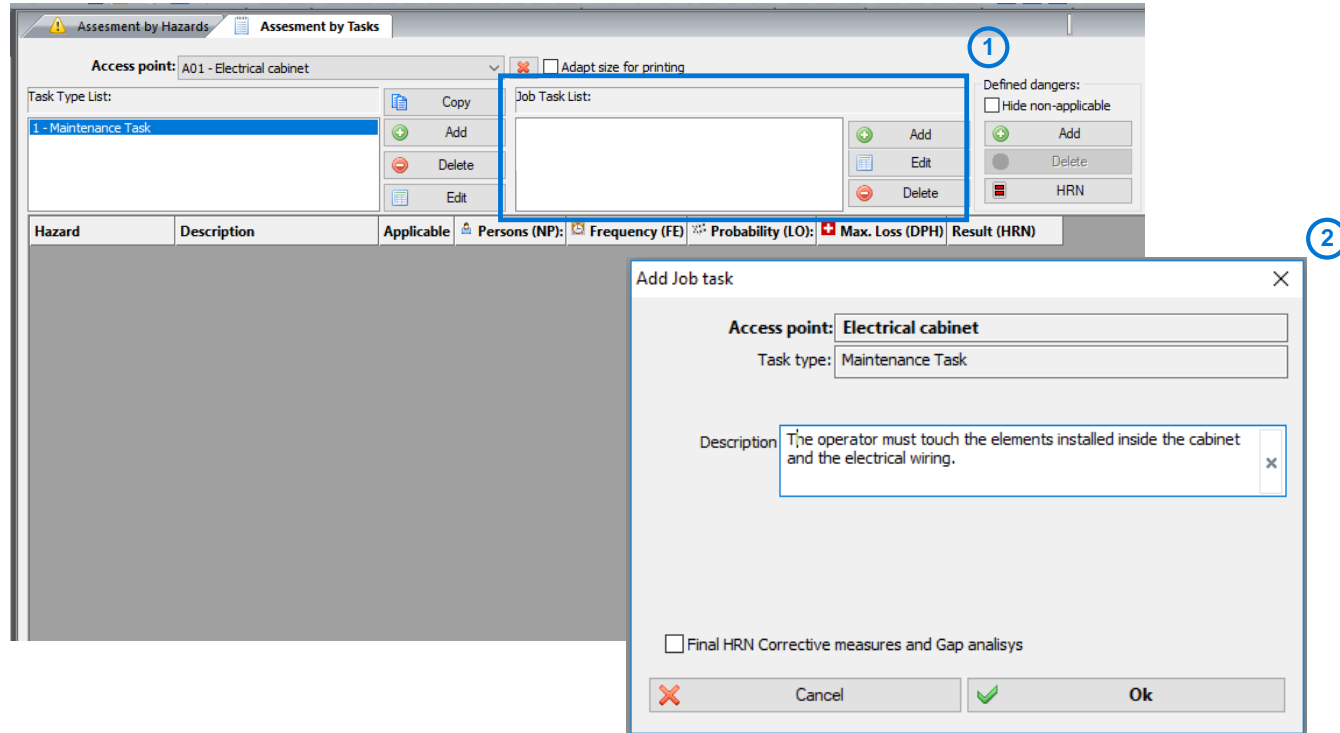 Assesment by Hazards
Assesment by Tasks
1
Access point:
A01 - Electrical cabinet
Adapt size for printing
Task Type List:
Copy
Add
Delete
Edit
1 - Maintenance Task
Job Task List:
Add
Edit
Delete
Defined dangers:
Hide non-applicable
Add
Delete
HRN
Hazard
Description
Applicable
Persons (NP):
Frequency (FE)
Probability (LO):
Max. Loss (DPH)
Result (HRN)
2
Add Job task
Access point:
Electrical cabinet
Task type:
Maintenance Task
Description
The operator must touch the elements installed inside the cabinet
and the electrical wiring.
Final HRN Corrective measures and Gap analisys
Cancel
Ok